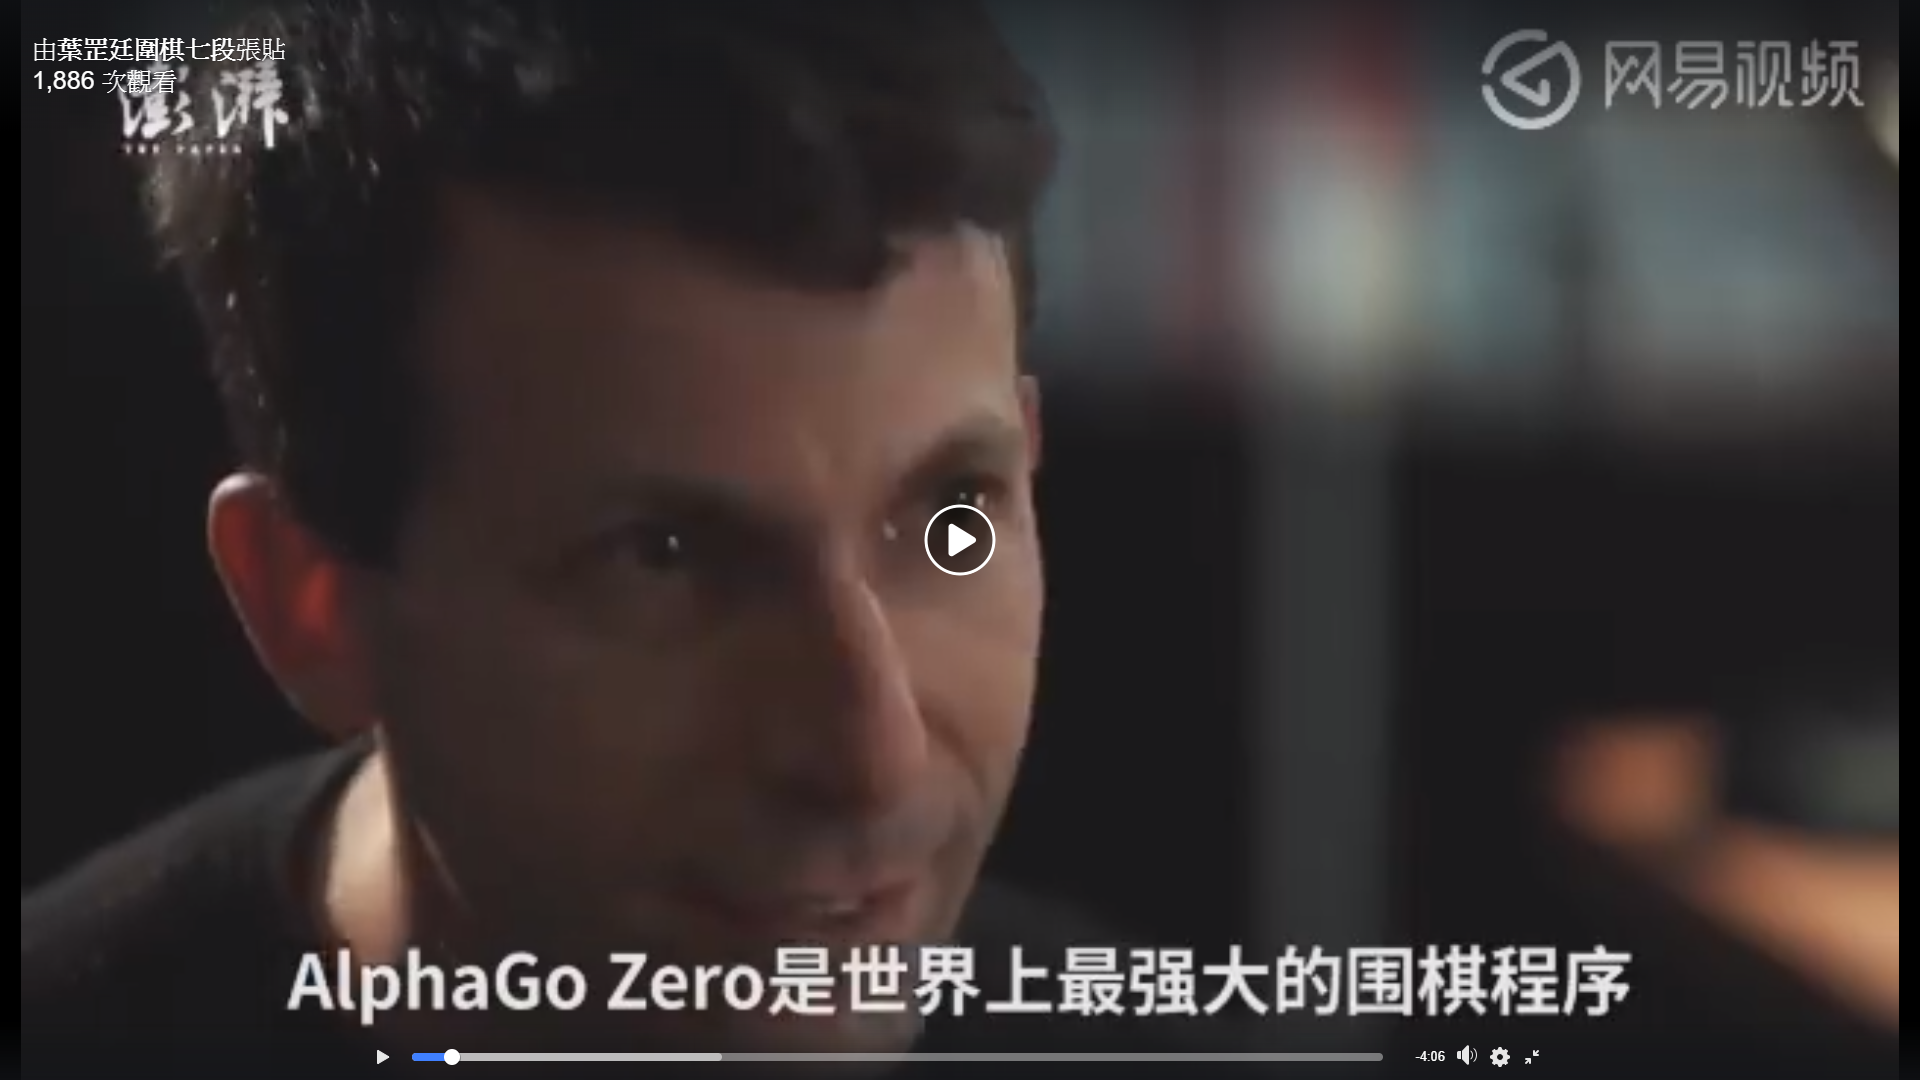 由葉罡廷圍棋七段張貼
1,886 次觀看
澎湃
THE PAPER
网易视频
AlphaGo Zero是世界上最强大的围棋程序
-4:06